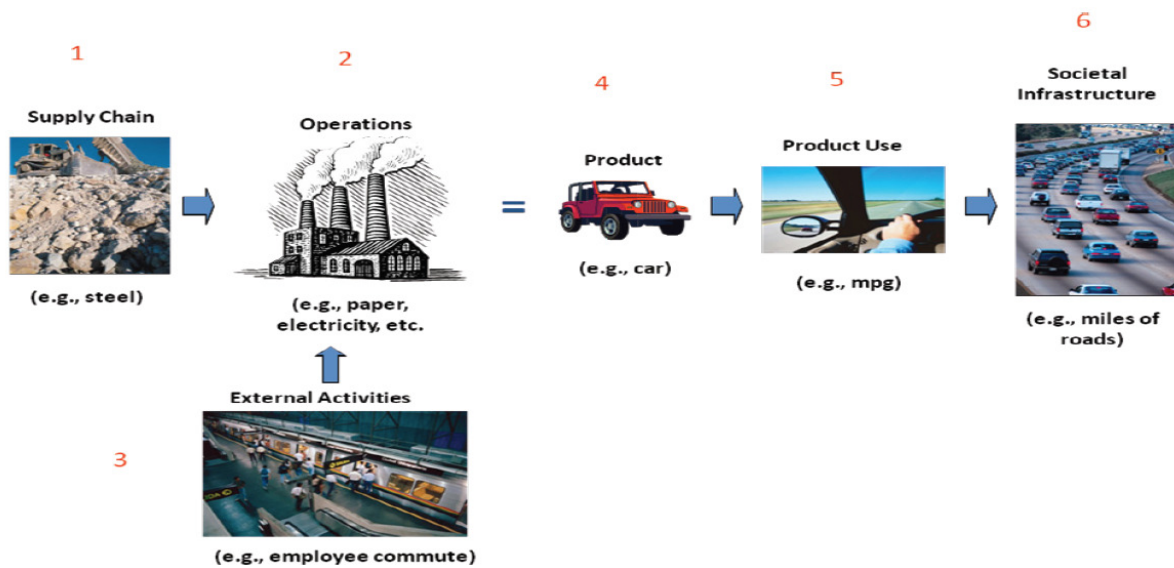 1
Supply Chain
(e.g., steel)
2
Operations
(e.g., paper,
electricity, etc.
3
External Activities
(e.g., employee commute)
=
4
Product
(e.g., car)
5
Product Use
(e.g., mpg)
6
Societal
Infrastructure
(e.g., miles of
roads)